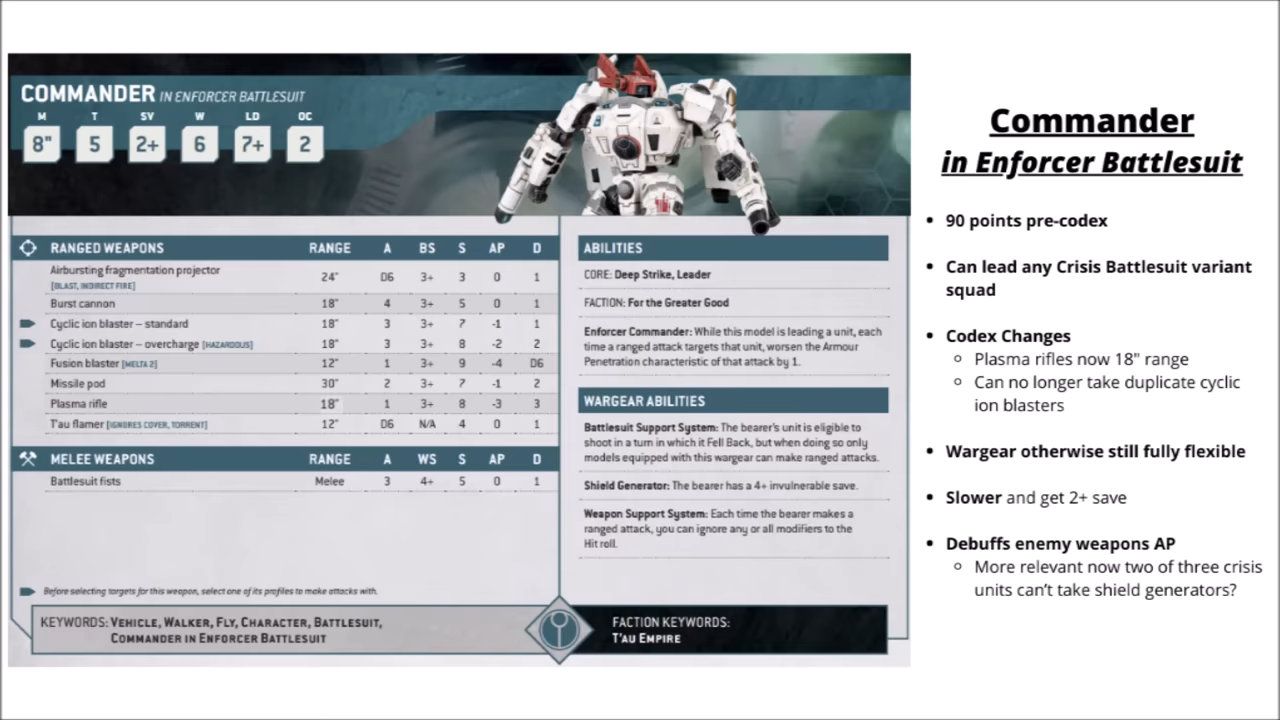 COMMANDER IN ENFORCER BATTLESUIT
M T SV W LD OC
8" 5 2+ 6 7+ 2
RANGED WEAPONS RANGE A BS S AP D
Airbursting fragmentation projector
[BLAST, INDIRECT FIRE] 24" D6 3+ 3 0 1
Burst cannon 18" 4 3+ 5 0 1
Cyclic ion blaster – standard 18" 3 3+ 7 -1 1
Cyclic ion blaster – overcharge [HAZARDOUS] 18" 3 3+ 8 -2 2
Fusion blaster [MELTA 2] 12" 1 3+ 9 -4 D6
Missile pod 30" 2 3+ 7 -1 2
Plasma rifle 18" 1 3+ 8 -3 3
T'au flamer [IGNORES COVER, TORRENT] 12" D6 N/A 4 0 1
MELEE WEAPONS RANGE A WS S AP D
Battlesuit fists Melee 3 4+ 5 0 1
Before selecting targets for this weapon, select one of its profiles to make attacks with.
KEYWORDS: VEHICLE, WALKER, FLY, CHARACTER, BATTLESUIT,
COMMANDER IN ENFORCER BATTLESUIT
ABILITIES
CORE: Deep Strike, Leader
FACTION: For the Greater Good
Enforcer Commander: While this model is leading a unit, each
time a ranged attack targets that unit, worsen the Armour
Penetration characteristic of that attack by 1.
WARGEAR ABILITIES
Battlesuit Support System: The bearer's unit is eligible to
shoot in a turn in which it Fell Back, but when doing so only
models equipped with this wargear can make ranged attacks.
Shield Generator: The bearer has a 4+ invulnerable save.
Weapon Support System: Each time the bearer makes a
ranged attack, you can ignore any or all modifiers to the
Hit roll.
FACTION KEYWORDS:
T'AU EMPIRE
Commander
in Enforcer Battlesuit
• 90 points pre-codex
• Can lead any Crisis Battlesuit variant
squad
• Codex Changes
○ Plasma rifles now 18" range
○ Can no longer take duplicate cyclic
ion blasters
• Wargear otherwise still fully flexible
• Slower and get 2+ save
• Debuffs enemy weapons AP
○ More relevant now two of three crisis
units can't take shield generators?